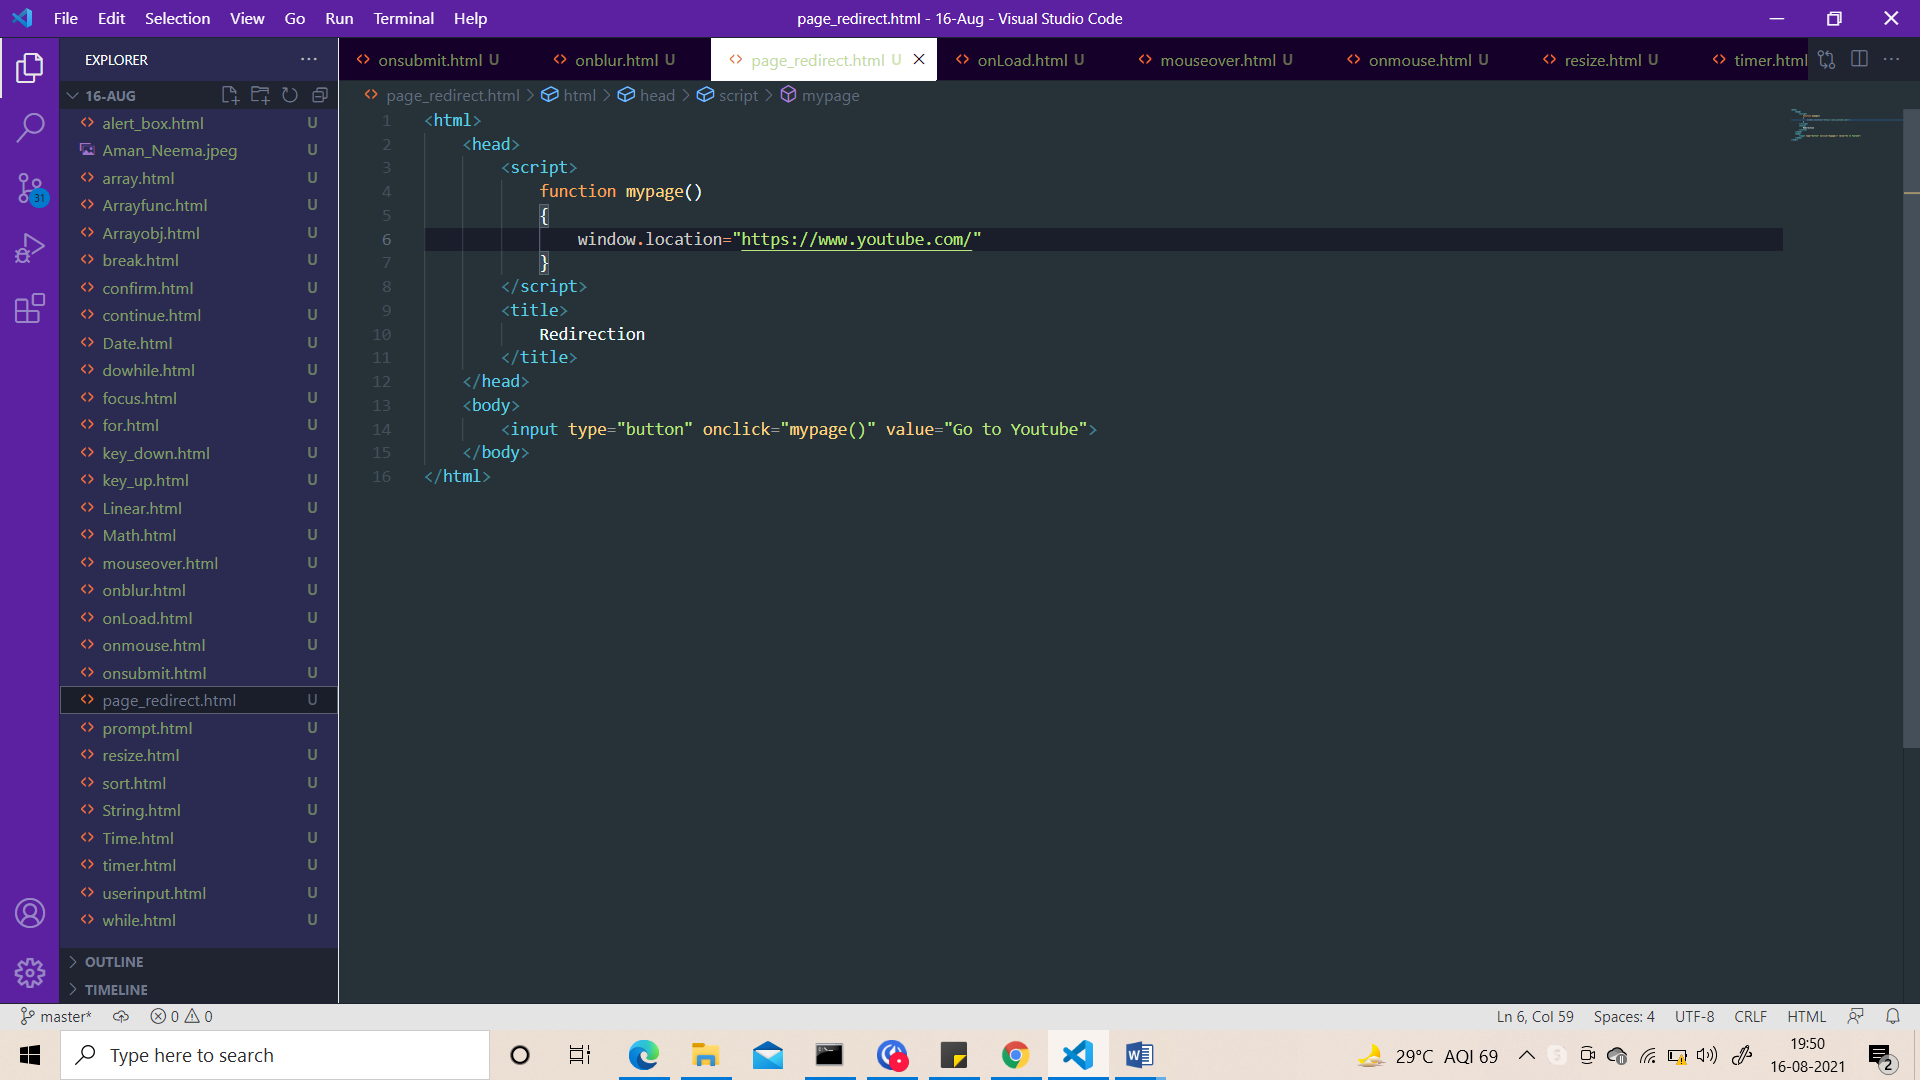 File Edit Selection View Go Run Terminal Help
page_redirect.html - 16-Aug - Visual Studio Code
EXPLORER
onsubmit.html U
onblur.html U
page_redirect.html U
onLoad.html U
mouseover.html U
onmouse.html U
resize.html U
timer.html
16-AUG
page_redirect.html > html > head > script > mypage
alert_box.html U
Aman_Neema.jpeg U
array.html U
Arrayfunc.html U
Arrayobj.html U
break.html U
confirm.html U
continue.html U
Date.html U
dowhile.html U
focus.html U
for.html U
key_down.html U
key_up.html U
Linear.html U
Math.html U
mouseover.html U
onblur.html U
onLoad.html U
onmouse.html U
onsubmit.html U
page_redirect.html U
prompt.html U
resize.html U
sort.html U
String.html U
Time.html U
timer.html U
userinput.html U
while.html U
OUTLINE
TIMELINE
31
1 <html>
2 <head>
3 <script>
4 function mypage()
5 {
6 window.location="https://www.youtube.com/"
7 }
8 </script>
9 <title>
10 Redirection
11 </title>
12 </head>
13 <body>
14 <input type="button" onclick="mypage()" value="Go to Youtube">
15 </body>
16 </html>
master* 0 0
Ln 6, Col 59 Spaces: 4 UTF-8 CRLF HTML
Type here to search
29°C AQI 69
19:50
16-08-2021
2